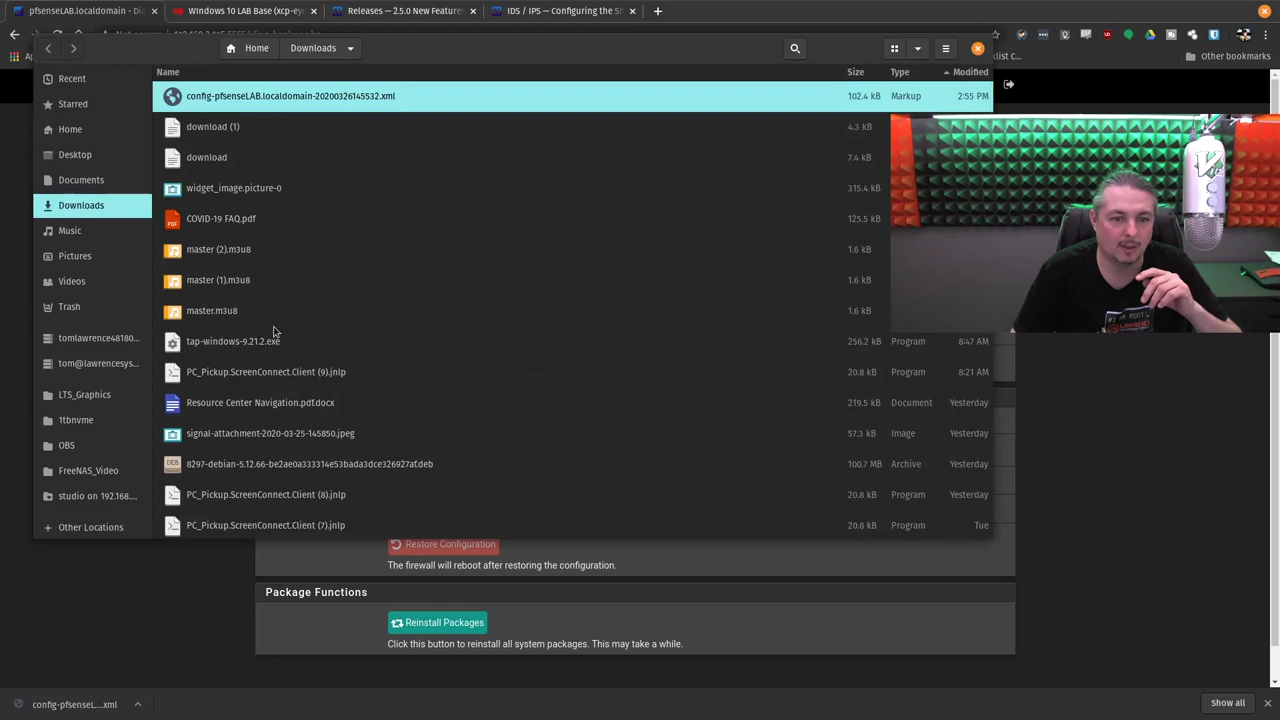 pfsenseLAB.localdomain - Dia
Windows 10 LAB Base (xcp-ey
Releases — 2.5.0 New Feature
IDS / IPS — Configuring the S
Other bookmarks
Home
Downloads
Name
Size
Type
Modified
Recent
Starred
Home
Desktop
Documents
Downloads
Music
Pictures
Videos
Trash
tomlawrence48180...
tom@lawrencesys...
LTS_Graphics
1tbnvme
OBS
FreeNAS_Video
studio on 192.168....
Other Locations
config-pfsenseLAB.localdomain-20200326145532.xml 102.4 kB Markup 2:55 PM
download (1) 4.3 kB
download 7.4 kB
widget_image.picture-0 315.4 kB
COVID-19 FAQ.pdf 125.5 kB
master (2).m3u8 1.6 kB
master (1).m3u8 1.6 kB
master.m3u8 1.6 kB
tap-windows-9.21.2.exe 256.2 kB Program 8:47 AM
PC_Pickup.ScreenConnect.Client (9).jnlp 20.8 kB Program 8:21 AM
Resource Center Navigation.pdf.docx 219.5 kB Document Yesterday
signal-attachment-2020-03-25-145850.jpeg 57.3 kB Image Yesterday
8297-debian-5.12.66-be2ae0a333314e53bada3dce326927af.deb 100.7 MB Archive Yesterday
PC_Pickup.ScreenConnect.Client (8).jnlp 20.8 kB Program Yesterday
PC_Pickup.ScreenConnect.Client (7).jnlp 20.8 kB Program Tue
Restore Configuration
The firewall will reboot after restoring the configuration.
Package Functions
Reinstall Packages
Click this button to reinstall all system packages. This may take a while.
config-pfsenseL....xml
Show all